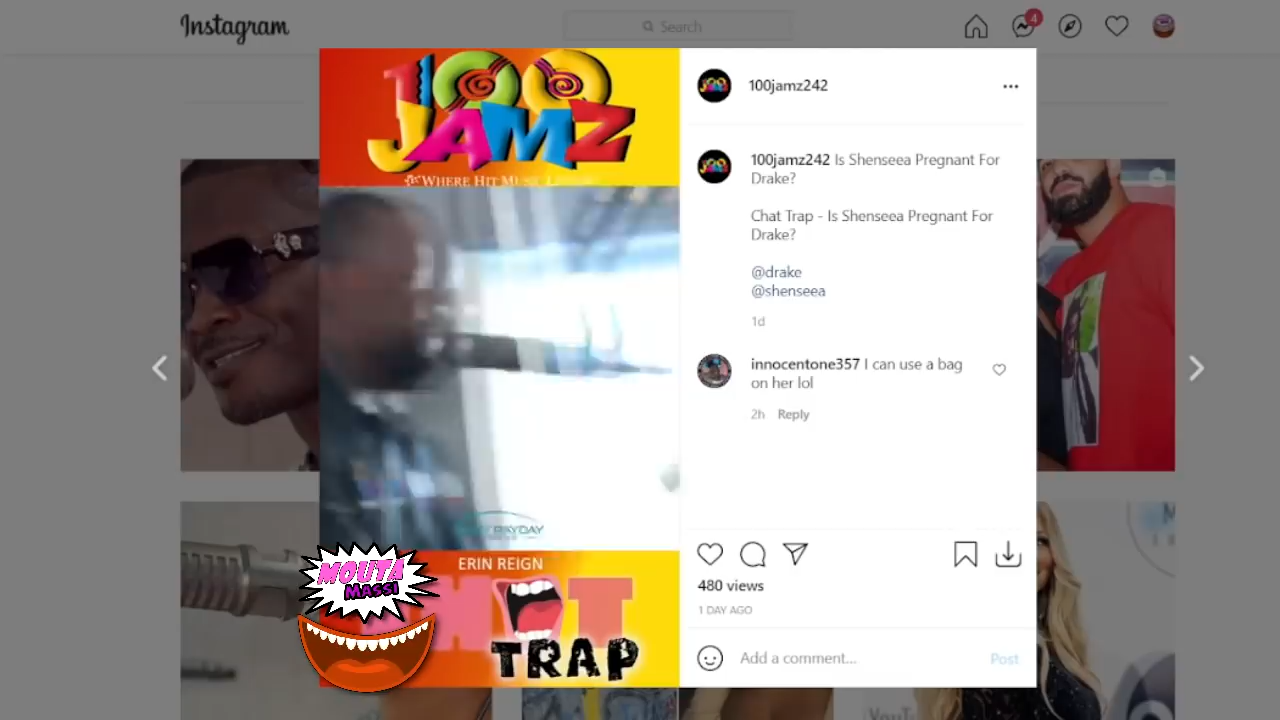 Instagram
Search
4
100
JAMZ
WHERE HIT MUSIC
100jamz242
100jamz242 Is Shenseea Pregnant For
Drake?
Chat Trap - Is Shenseea Pregnant For
Drake?
@drake
@shenseea
1d
innocentone357 I can use a bag
on her lol
2h Reply
PAYDAY
ERIN REIGN
MOUTA
MASSI
TRAP
480 views
1 DAY AGO
Add a comment...
Post